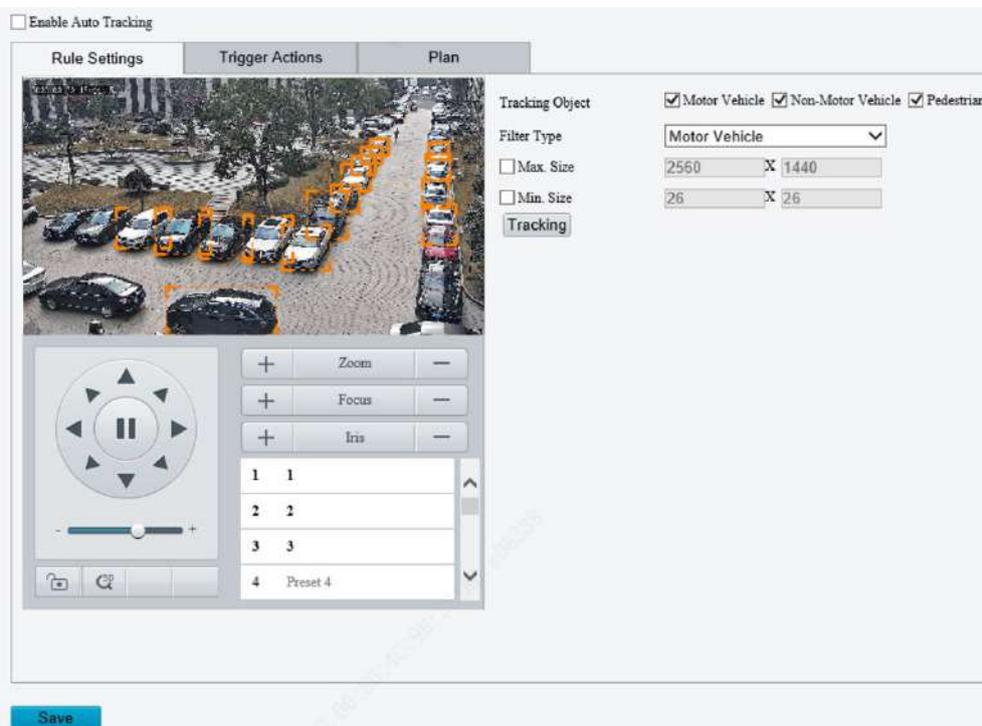 Enable Auto Tracking
Rule Settings Trigger Actions Plan
Tracking Object Motor Vehicle Non-Motor Vehicle Pedestrian
Filter Type Motor Vehicle
Max. Size 2560 X 1440
Min. Size 26 X 26
Tracking
+ Zoom −
+ Focus −
+ Iris −
1 1
2 2
3 3
4 Preset 4
- +
3D
Save